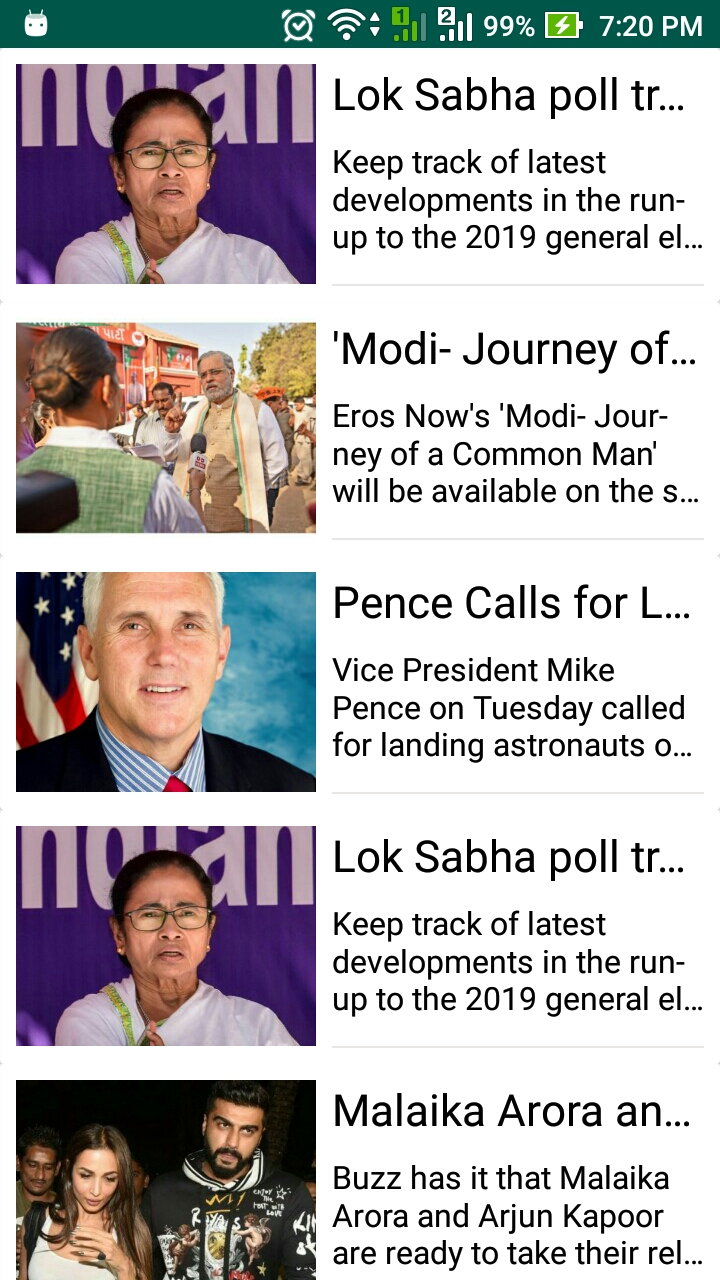 1
2
99%
7:20 PM
ndian
Lok Sabha poll tr...
Keep track of latest
developments in the run-
up to the 2019 general el...
पार्टी
'Modi- Journey of...
Eros Now's 'Modi- Jour-
ney of a Common Man'
will be available on the s...
Pence Calls for L...
Vice President Mike
Pence on Tuesday called
for landing astronauts o...
ndian
Lok Sabha poll tr...
Keep track of latest
developments in the run-
up to the 2019 general el...
Malaika Arora an...
Buzz has it that Malaika
Arora and Arjun Kapoor
are ready to take their rel...